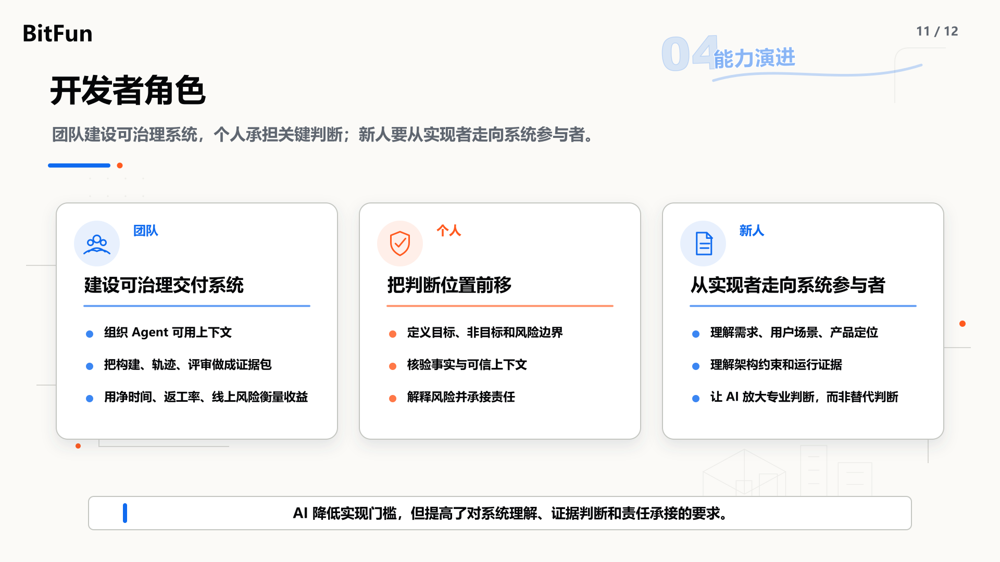 BitFun
11 / 12
04 能力演进
开发者角色
团队建设可治理系统，个人承担关键判断；新人要从实现者走向系统参与者。
团队
建设可治理交付系统
组织 Agent 可用上下文
把构建、轨迹、评审做成证据包
用净时间、返工率、线上风险衡量收益
个人
把判断位置前移
定义目标、非目标和风险边界
核验事实与可信上下文
解释风险并承接责任
新人
从实现者走向系统参与者
理解需求、用户场景、产品定位
理解架构约束和运行证据
让 AI 放大专业判断，而非替代判断
AI 降低实现门槛，但提高了对系统理解、证据判断和责任承接的要求。